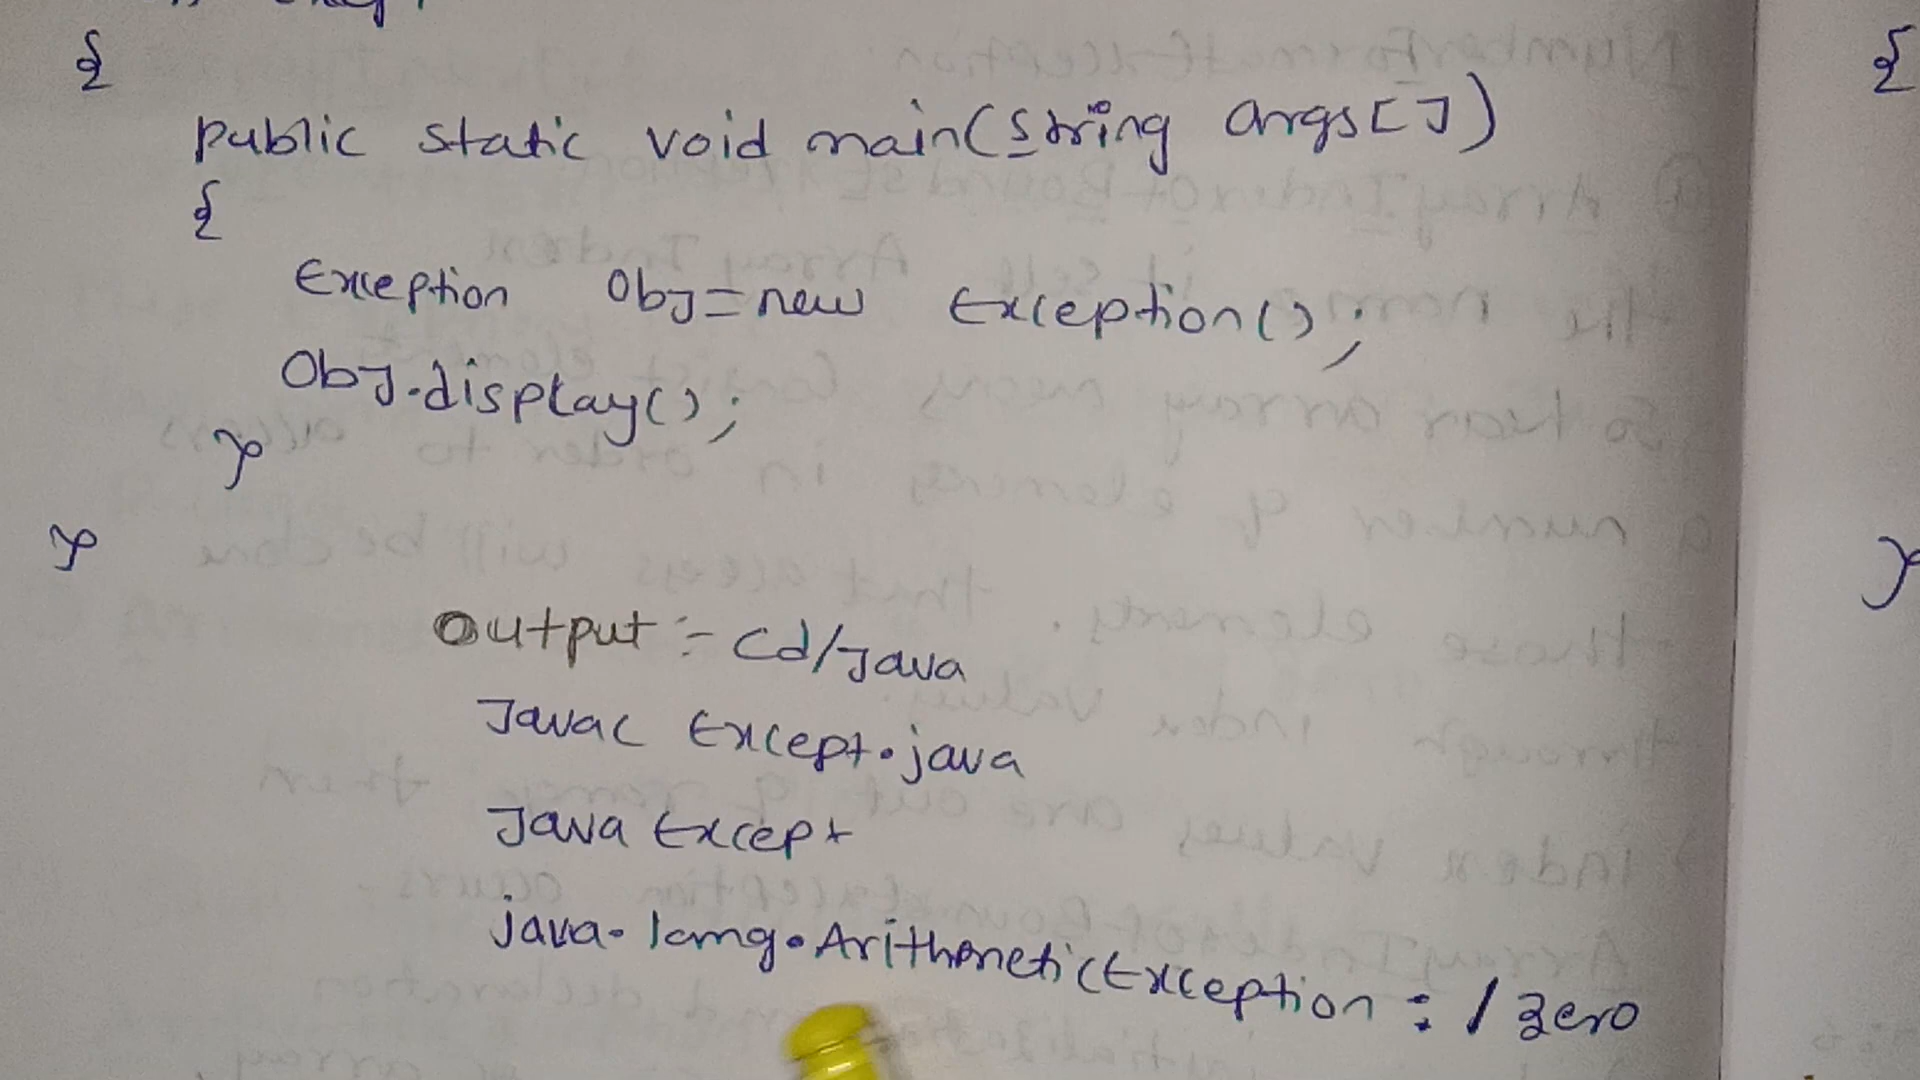 {
{
public static void main(String args[])
{
Exception Obj=new Exception();
Obj.display();
}
}
}
Output:- Cd/java
Javac Except.java
Java Except
java.lang.ArithmeticException: / zero